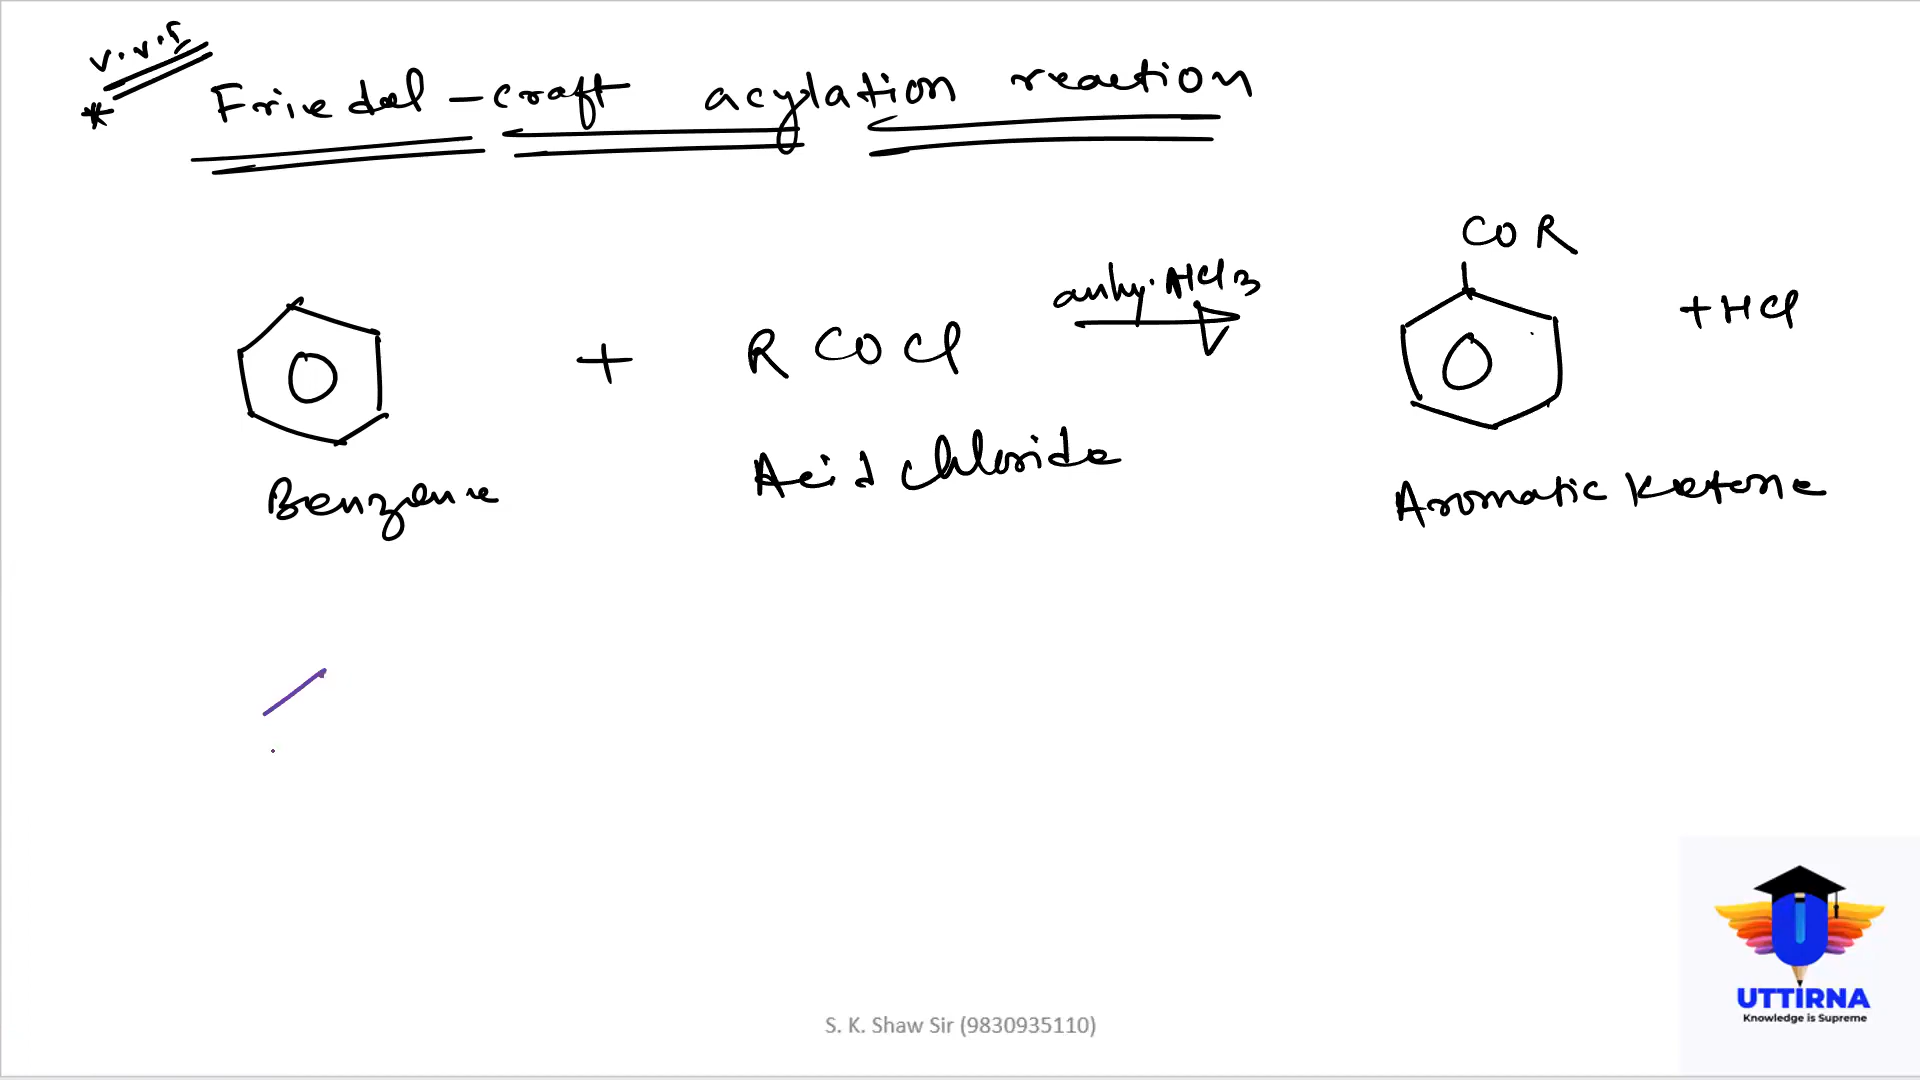 V.V.I
* Friedel-craft acylation reaction
+ RCOCl anhy. AlCl3 COR + HCl
Benzene Acid chloride Aromatic Ketone
UTTIRNA
Knowledge is Supreme
S. K. Shaw Sir (9830935110)